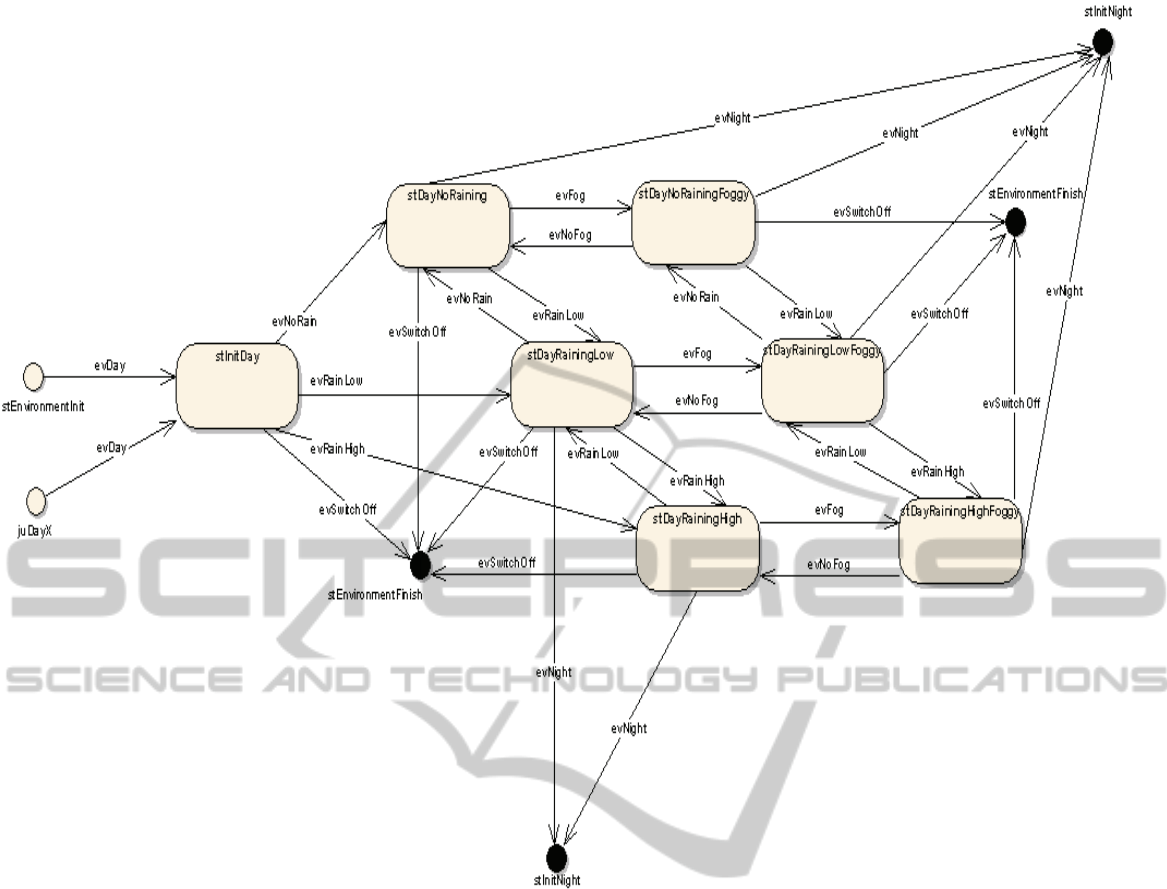 stInitNight
evNight
evNight
evNight
stDayNoRaining
evFog
stDayNoRainingFoggy
stEnvironmentFinish
evSwitchOff
evNoFog
evNight
evNoRain
evNoRain
evNoRain
evRainLow
evSwitchOff
evRainLow
evSwitchOff
stInitDay
stDayRainingLow
evFog
stDayRainingLowFoggy
evDay
evRainLow
stEnvironmentInit
evNoFog
evSwitchOff
evDay
evRainHigh
evSwitchOff
evRainLow
evRainLow
evRainHigh
evRainHigh
juDayX
evSwitchOff
stDayRainingHigh
evFog
stDayRainingHighFoggy
evSwitchOff
evNoFog
stEnvironmentFinish
SCITEPRESS
SCIENCE AND TECHNOLOGY PUBLICATIONS
evNight
evNight
stInitNight